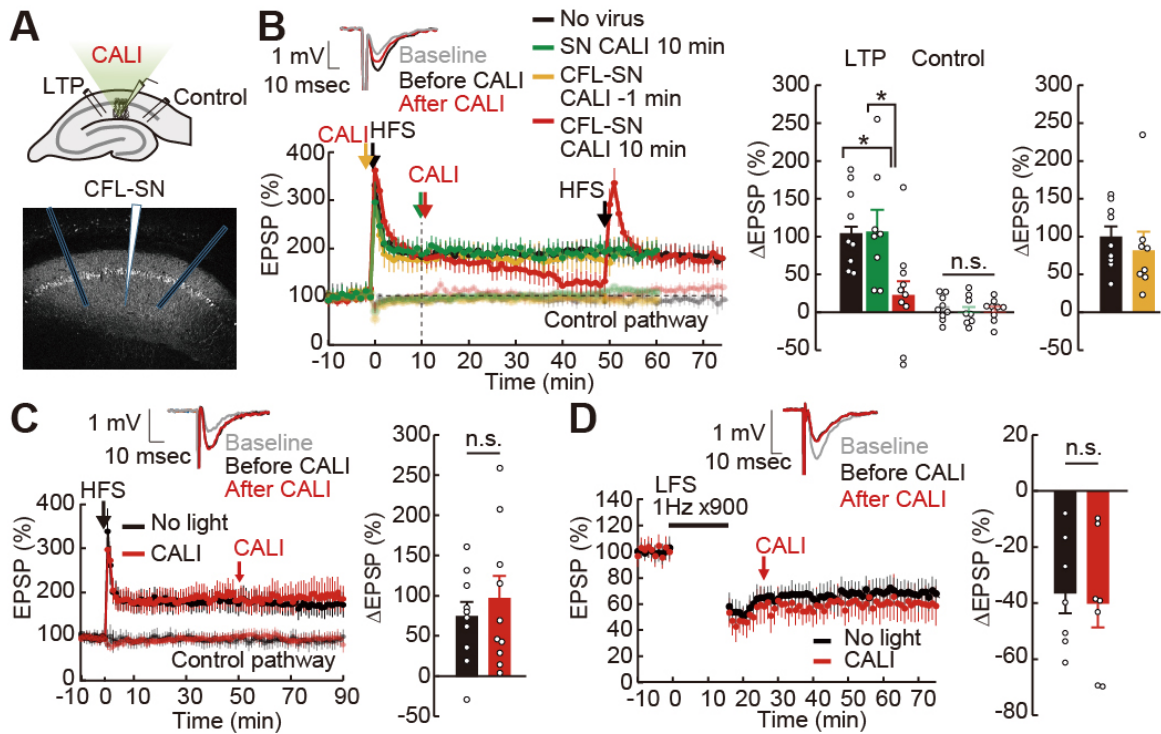 A
CALI
LTP
Control
CFL-SN
B
1 mV
10 msec
Baseline
Before CALI
After CALI
No virus
SN CALI 10 min
CFL-SN
CALI -1 min
CFL-SN
CALI 10 min
CALI
HFS
CALI
HFS
EPSP (%)
400
300
200
100
0
Control pathway
-10
0
10
20
30
40
50
60
70
Time (min)
LTP
Control
ΔEPSP (%)
300
250
200
150
100
50
0
-50
*
*
n.s.
ΔEPSP (%)
300
250
200
150
100
50
0
-50
C
1 mV
10 msec
Baseline
Before CALI
After CALI
HFS
No light
CALI
CALI
EPSP (%)
400
300
200
100
0
Control pathway
-10
0
10
30
50
70
90
Time (min)
ΔEPSP (%)
300
250
200
150
100
50
0
-50
n.s.
D
1 mV
10 msec
Baseline
Before CALI
After CALI
LFS
1Hz x900
CALI
EPSP (%)
140
120
100
80
60
40
20
0
No light
CALI
-10
0
10
20
30
40
50
60
70
Time (min)
ΔEPSP (%)
20
0
-20
-40
-60
-80
n.s.